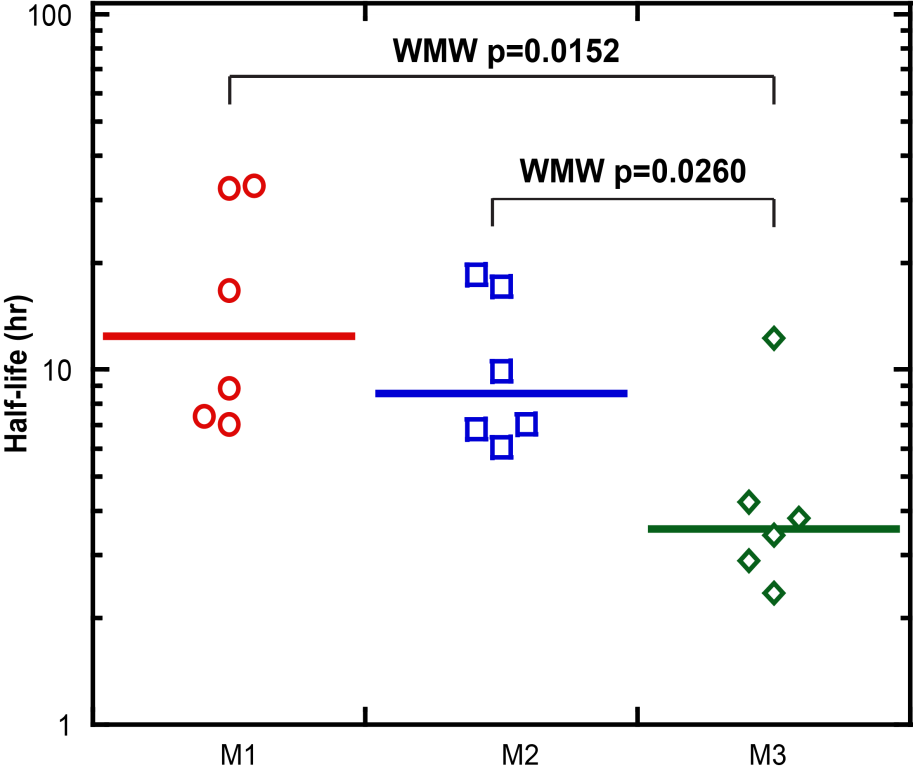 100
WMW p=0.0152
WMW p=0.0260
Half-life (hr)
10
1
M1 M2 M3